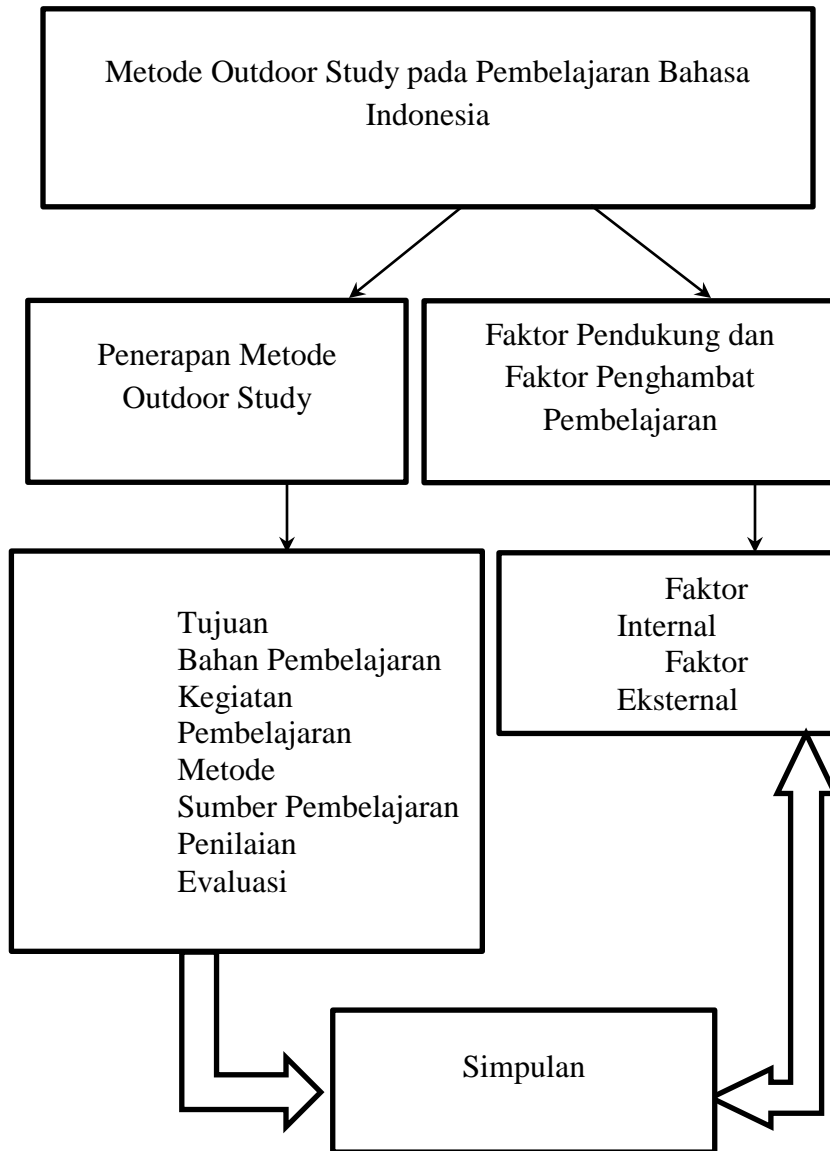 Metode Outdoor Study pada Pembelajaran Bahasa
Indonesia
Penerapan Metode
Outdoor Study
Faktor Pendukung dan
Faktor Penghambat
Pembelajaran
Tujuan
Bahan Pembelajaran
Kegiatan
Pembelajaran
Metode
Sumber Pembelajaran
Penilaian
Evaluasi
Faktor
Internal
Faktor
Eksternal
Simpulan